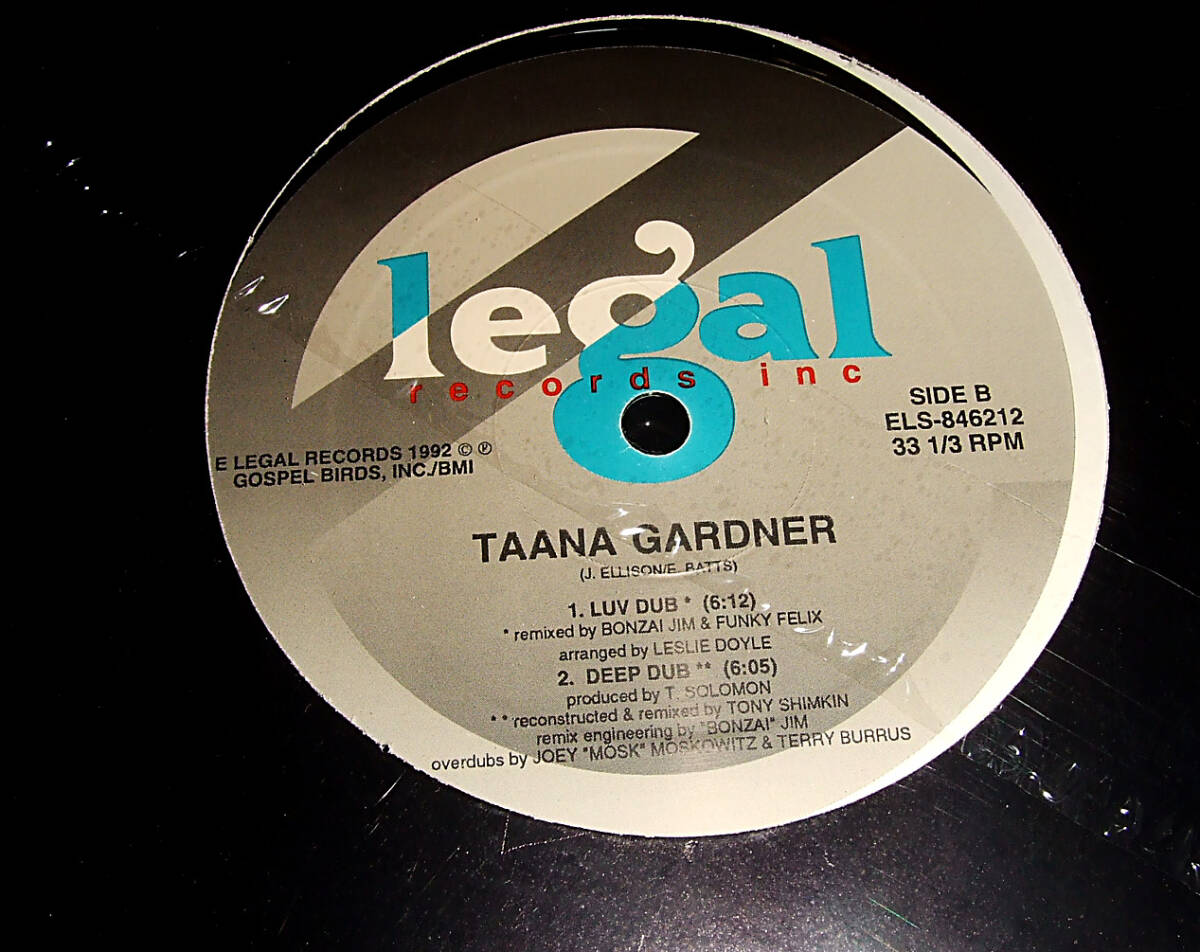 legal
records inc
SIDE B
ELS-846212
33 1/3 RPM
E LEGAL RECORDS 1992 © ℗
GOSPEL BIRDS, INC./BMI
TAANA GARDNER
(J. ELLISON/E. BATTS)
1. LUV DUB * (6:12)
* remixed by BONZAI JIM & FUNKY FELIX
arranged by LESLIE DOYLE
2. DEEP DUB ** (6:05)
produced by T. SOLOMON
** reconstructed & remixed by TONY SHIMKIN
remix engineering by "BONZAI" JIM
overdubs by JOEY "MOSK" MOSKOWITZ & TERRY BURRUS